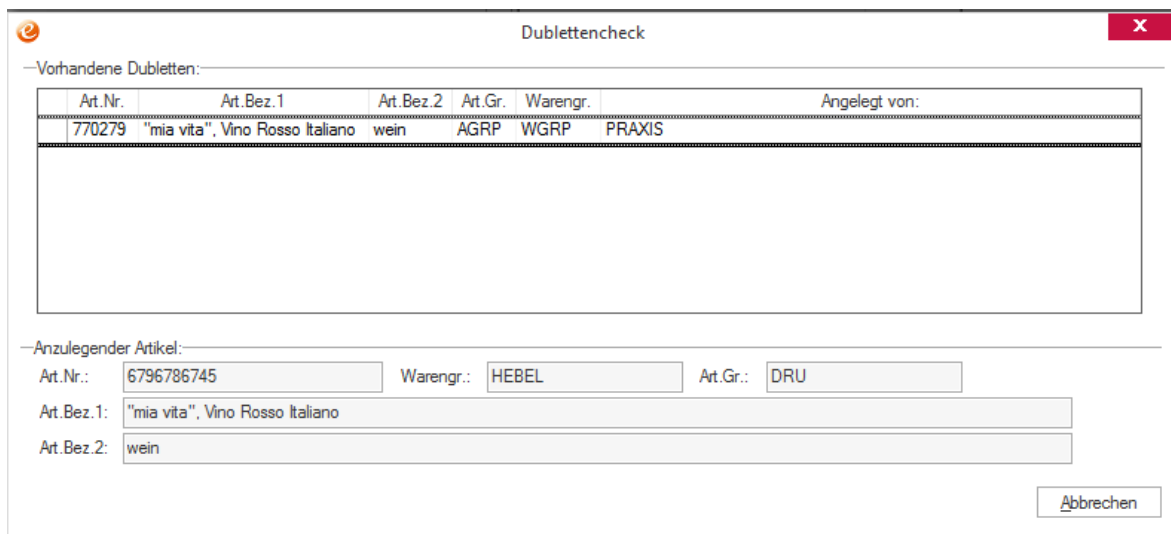 Dublettencheck
x
Vorhandene Dubletten:
Art.Nr. Art.Bez.1 Art.Bez.2 Art.Gr. Warengr. Angelegt von:
770279 "mia vita", Vino Rosso Italiano wein AGRP WGRP PRAXIS
Anzulegender Artikel:
Art.Nr.: 6796786745 Warengr.: HEBEL Art.Gr.: DRU
Art.Bez.1: "mia vita", Vino Rosso Italiano
Art.Bez.2: wein
Abbrechen